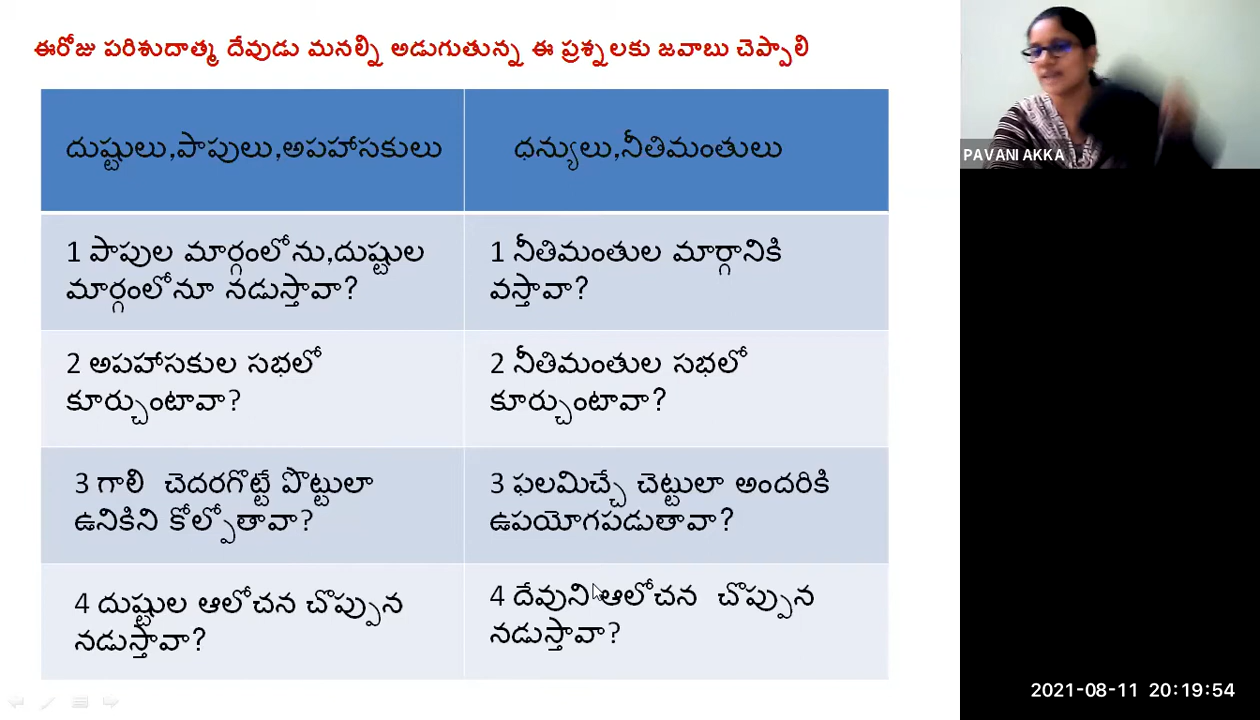 ఈరోజు పరిశుదాత్మ దేవుడు మనల్ని అడుగుతున్న ఈ ప్రశ్నలకు జవాబు చెప్పాలి
దుష్టులు,పాపులు,అపహాసకులు
ధన్యులు,నీతిమంతులు
1 పాపుల మార్గంలోను,దుష్టుల
మార్గంలోనూ నడుస్తావా?
1 నీతిమంతుల మార్గానికి
వస్తావా?
2 అపహాసకుల సభలో
కూర్చుంటావా?
2 నీతిమంతుల సభలో
కూర్చుంటావా?
3 గాలి చెదరగొట్టే పొట్టులా
ఉనికిని కోల్పోతావా?
3 ఫలమిచ్చే చెట్టులా అందరికి
ఉపయోగపడుతావా?
4 దుష్టుల ఆలోచన చొప్పున
నడుస్తావా?
4 దేవుని ఆలోచన చొప్పున
నడుస్తావా?
PAVANI AKKA
2021-08-11 20:19:54